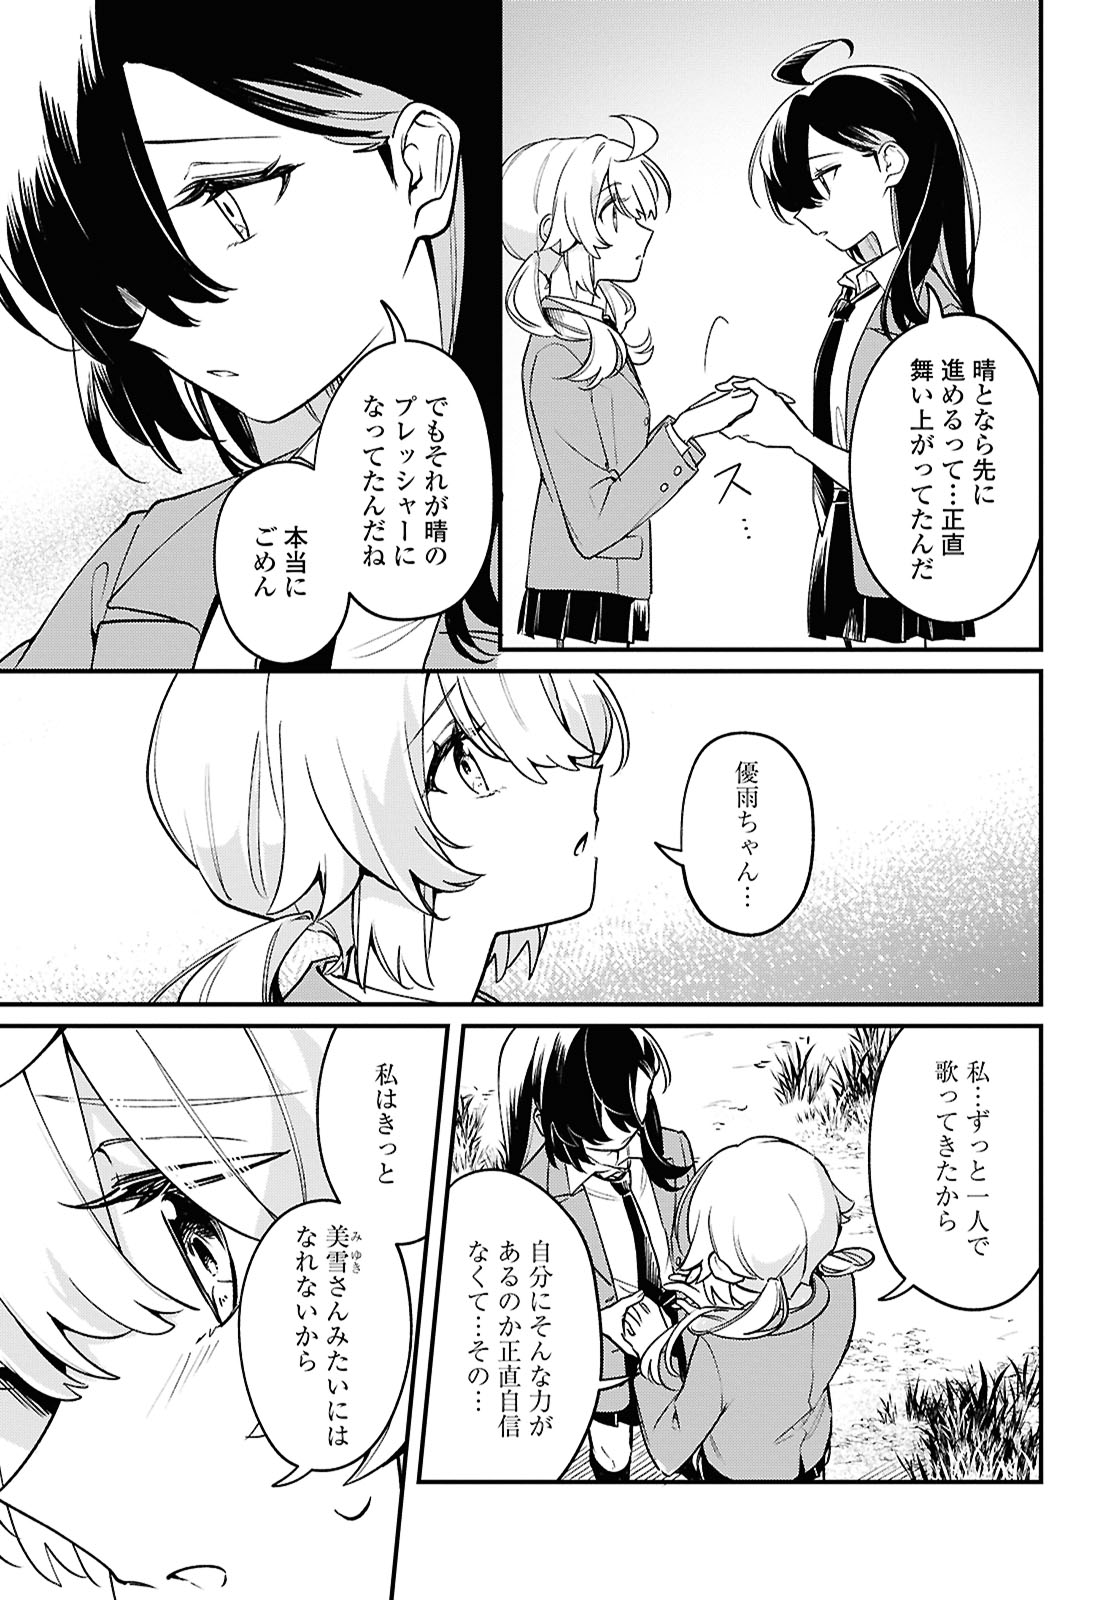 晴となら先に
進めるって…正直
舞い上がってたんだ
ス…
でもそれが晴の
プレッシャーに
なってたんだね
本当に
ごめん
優雨ちゃん…
私…ずっと一人で
歌ってきたから
自分にそんな力が
あるのか正直自信
なくて…その…
私はきっと
美雪さんみたいには
みゆき
なれないから